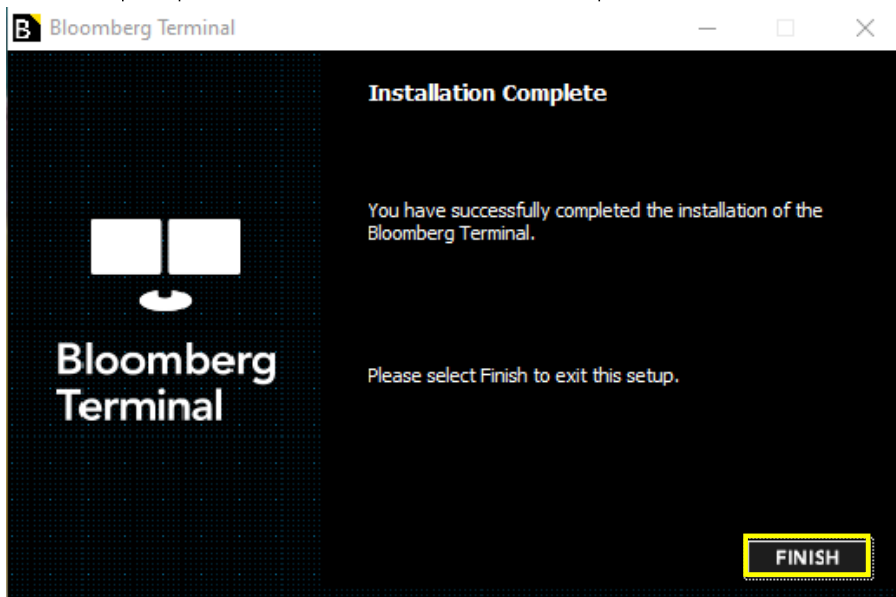 Bloomberg Terminal
Installation Complete
You have successfully completed the installation of the
Bloomberg Terminal.
Bloomberg
Terminal
Please select Finish to exit this setup.
FINISH